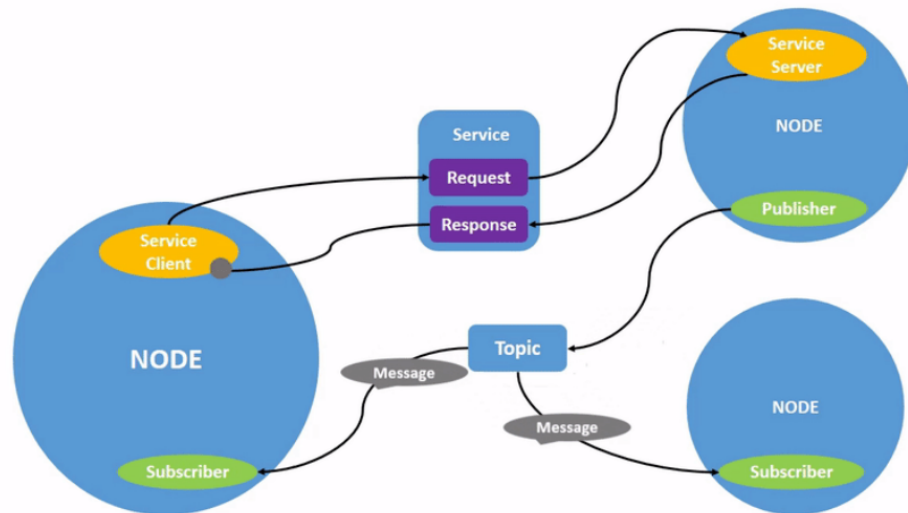 Service
Server
NODE
Publisher
Service
Request
Response
Service
Client
NODE
Subscriber
Topic
Message
Message
NODE
Subscriber